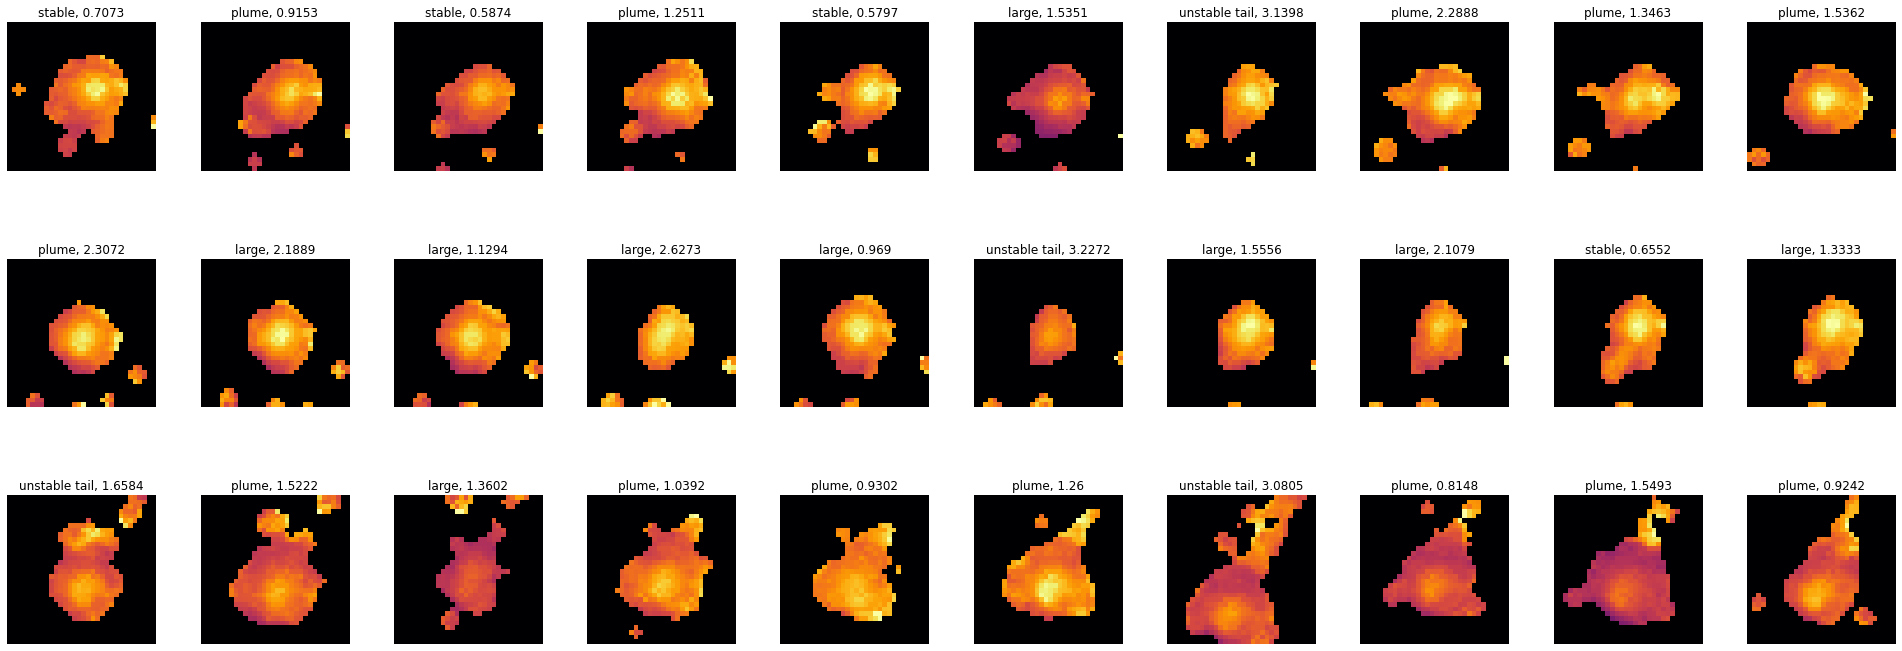 stable, 0.7073 plume, 0.9153 stable, 0.5874 plume, 1.2511 stable, 0.5797 large, 1.5351 unstable tail, 3.1398 plume, 2.2888 plume, 1.3463 plume, 1.5362
plume, 2.3072 large, 2.1889 large, 1.1294 large, 2.6273 large, 0.969 unstable tail, 3.2272 large, 1.5556 large, 2.1079 stable, 0.6552 large, 1.3333
unstable tail, 1.6584 plume, 1.5222 large, 1.3602 plume, 1.0392 plume, 0.9302 plume, 1.26 unstable tail, 3.0805 plume, 0.8148 plume, 1.5493 plume, 0.9242